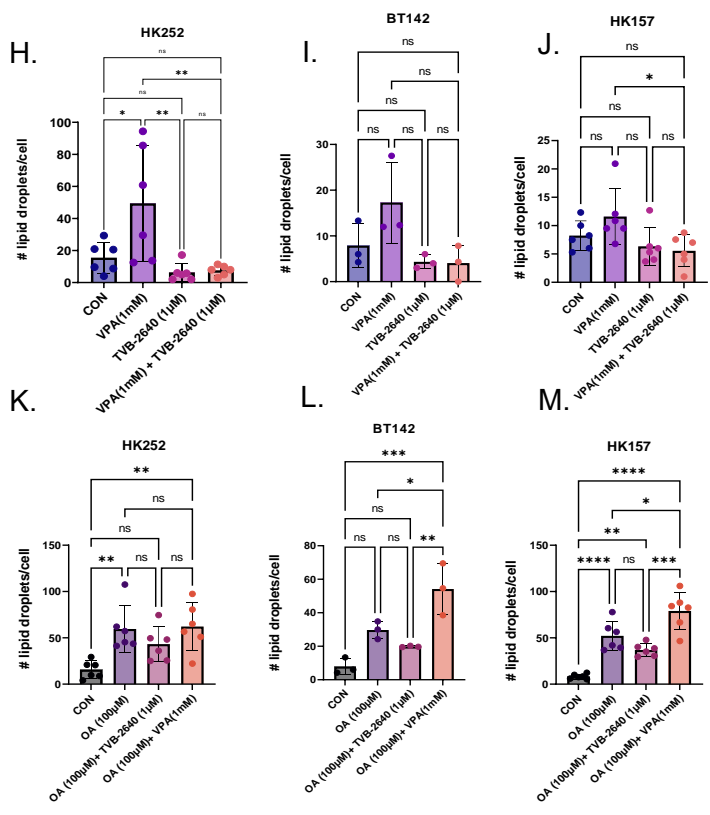 H.
HK252
ns
**
ns
*
**
ns
# lipid droplets/cell
100
80
60
40
20
0
CON
VPA(1mM)
TVB-2640 (1μM)
VPA(1mM) + TVB-2640 (1μM)
I.
BT142
ns
ns
ns
ns
ns
ns
# lipid droplets/cell
30
20
10
0
CON
VPA(1mM)
TVB-2640 (1μM)
VPA(1mM) + TVB-2640 (1μM)
J.
HK157
ns
*
ns
ns
ns
ns
# lipid droplets/cell
25
20
15
10
5
0
CON
VPA(1mM)
TVB-2640 (1μM)
VPA(1mM) + TVB-2640 (1μM)
K.
HK252
**
ns
ns
**
ns
ns
# lipid droplets/cell
150
100
50
0
CON
OA (100μM)
OA (100μM)+ TVB-2640 (1μM)
OA (100μM)+ VPA(1mM)
L.
BT142
***
*
ns
ns
ns
**
# lipid droplets/cell
80
60
40
20
0
CON
OA (100μM)
OA (100μM)+ TVB-2640 (1μM)
OA (100μM)+ VPA(1mM)
M.
HK157
****
*
**
****
ns
***
# lipid droplets/cell
150
100
50
0
CON
OA (100μM)
OA (100μM)+ TVB-2640 (1μM)
OA (100μM)+ VPA(1mM)